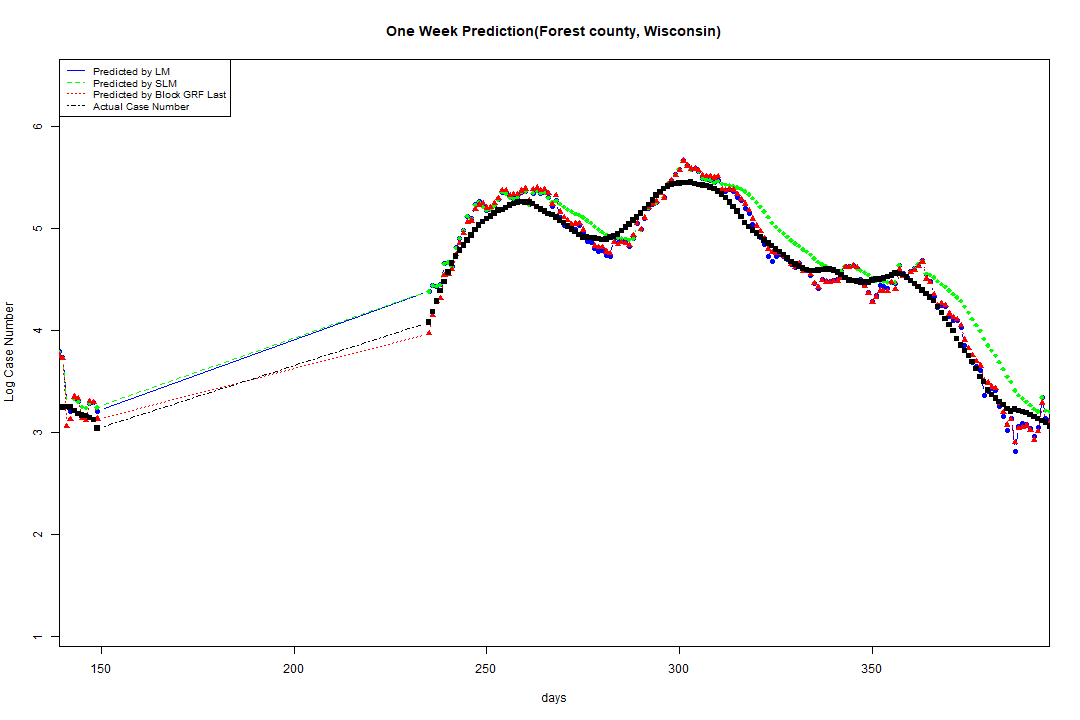 One Week Prediction(Forest county, Wisconsin)
Predicted by LM
Predicted by SLM
Predicted by Block GRF Last
Actual Case Number
Log Case Number
6
5
4
3
2
1
150
200
250
300
350
days